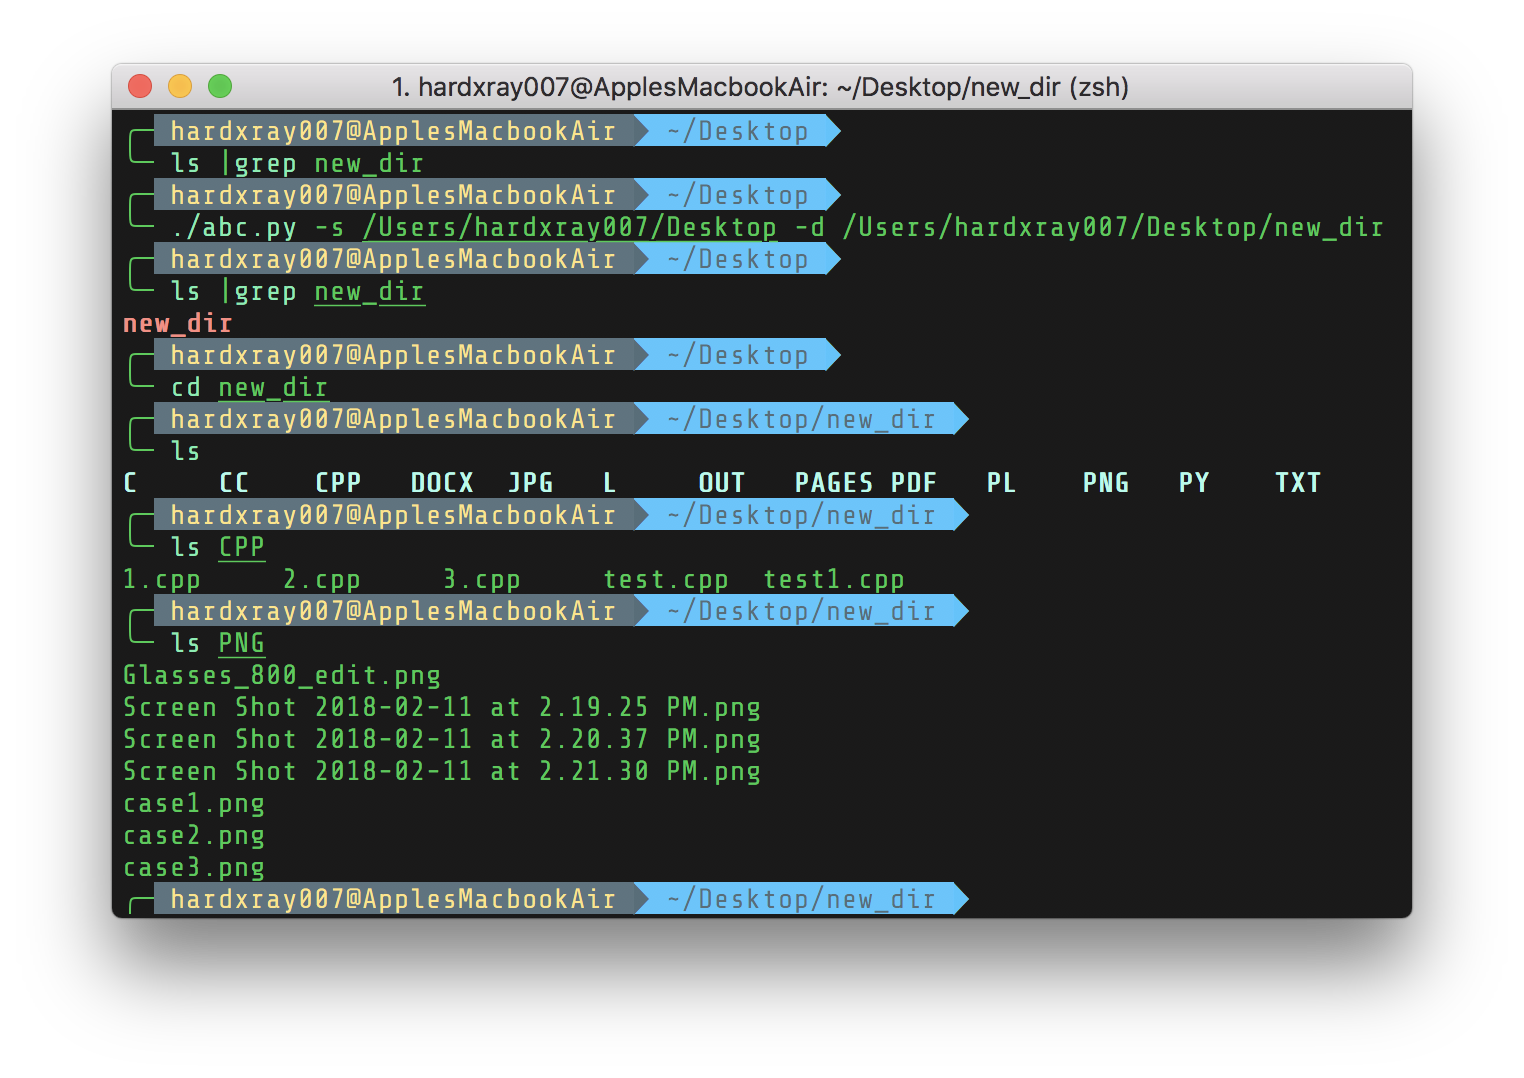 1. hardxray007@ApplesMacbookAir: ~/Desktop/new_dir (zsh)
hardxray007@ApplesMacbookAir ~/Desktop
ls |grep new_dir
hardxray007@ApplesMacbookAir ~/Desktop
./abc.py -s /Users/hardxray007/Desktop -d /Users/hardxray007/Desktop/new_dir
hardxray007@ApplesMacbookAir ~/Desktop
ls |grep new_dir
new_dir
hardxray007@ApplesMacbookAir ~/Desktop
cd new_dir
hardxray007@ApplesMacbookAir ~/Desktop/new_dir
ls
C CC CPP DOCX JPG L OUT PAGES PDF PL PNG PY TXT
hardxray007@ApplesMacbookAir ~/Desktop/new_dir
ls CPP
1.cpp 2.cpp 3.cpp test.cpp test1.cpp
hardxray007@ApplesMacbookAir ~/Desktop/new_dir
ls PNG
Glasses_800_edit.png
Screen Shot 2018-02-11 at 2.19.25 PM.png
Screen Shot 2018-02-11 at 2.20.37 PM.png
Screen Shot 2018-02-11 at 2.21.30 PM.png
case1.png
case2.png
case3.png
hardxray007@ApplesMacbookAir ~/Desktop/new_dir